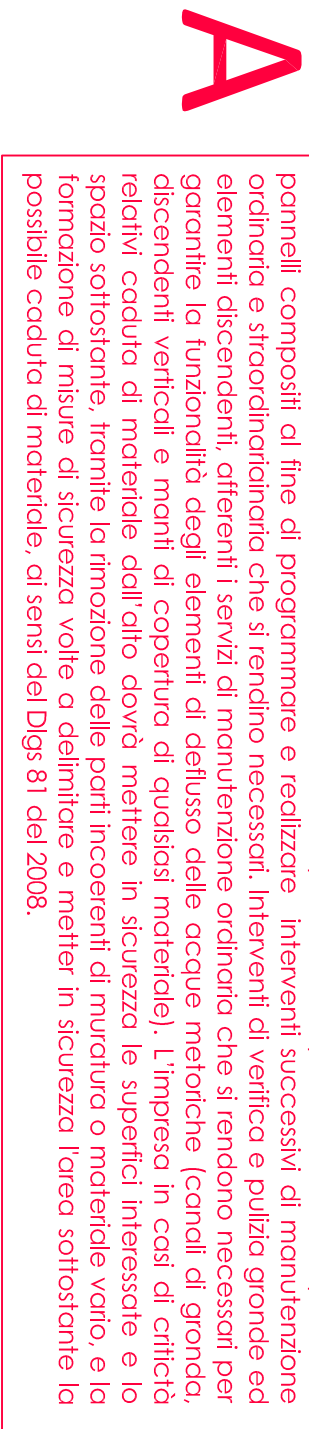 A
pannelli compositi al fine di programmare e realizzare interventi successivi di manutenzione
ordinaria e straordinariainaria che si rendino necessari. Interventi di verifica e pulizia gronde ed
elementi discendenti, afferenti i servizi di manutenzione ordinaria che si rendono necessari per
garantire la funzionalità degli elementi di deflusso delle acque metoriche (canali di gronda,
discendenti verticali e manti di copertura di qualsiasi materiale). L'impresa in casi di critictà
relativi caduta di materiale dall'alto dovrà mettere in sicurezza le superfici interessate e lo
spazio sottostante, tramite la rimozione delle parti incoerenti di muratura o materiale vario, e la
formazione di misure di sicurezza volte a delimitare e metter in sicurezza l'area sottostante la
possibile caduta di materiale, ai sensi del Dlgs 81 del 2008.